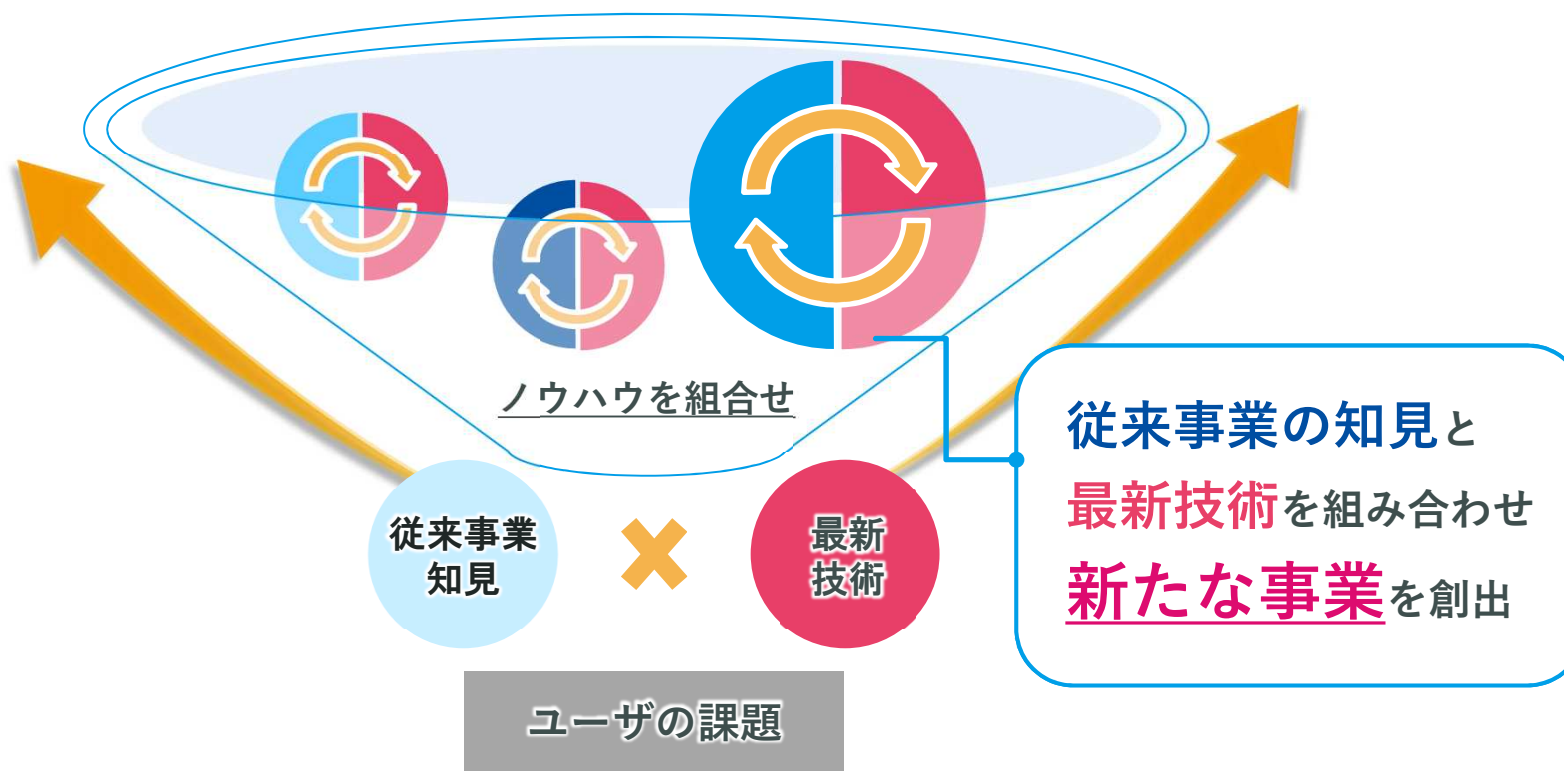 ノウハウを組合せ
従来事業
知見
最新
技術
従来事業の知見と
最新技術を組み合わせ
新たな事業を創出
ユーザの課題